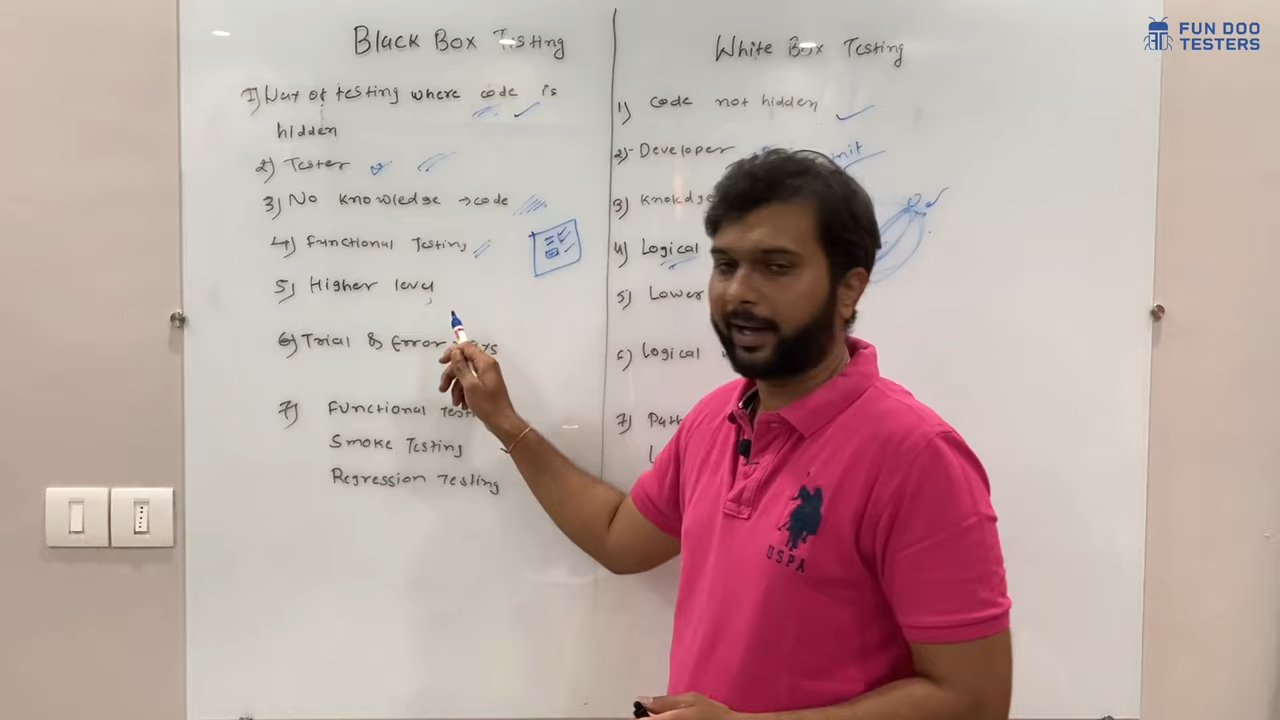 FUN DOO
TESTERS
Black Box Testing
1) Way of testing where code is
hidden
2) Tester
3) No knowledge → code
4) Functional Testing
5) Higher level
6) Trial & Error
7) Functional
Smoke Testing
Regression Testing
White Box Testing
1) Code not hidden
2) Developer
3)
4) Logical
5) Lower
6) Logical
7)
USPA